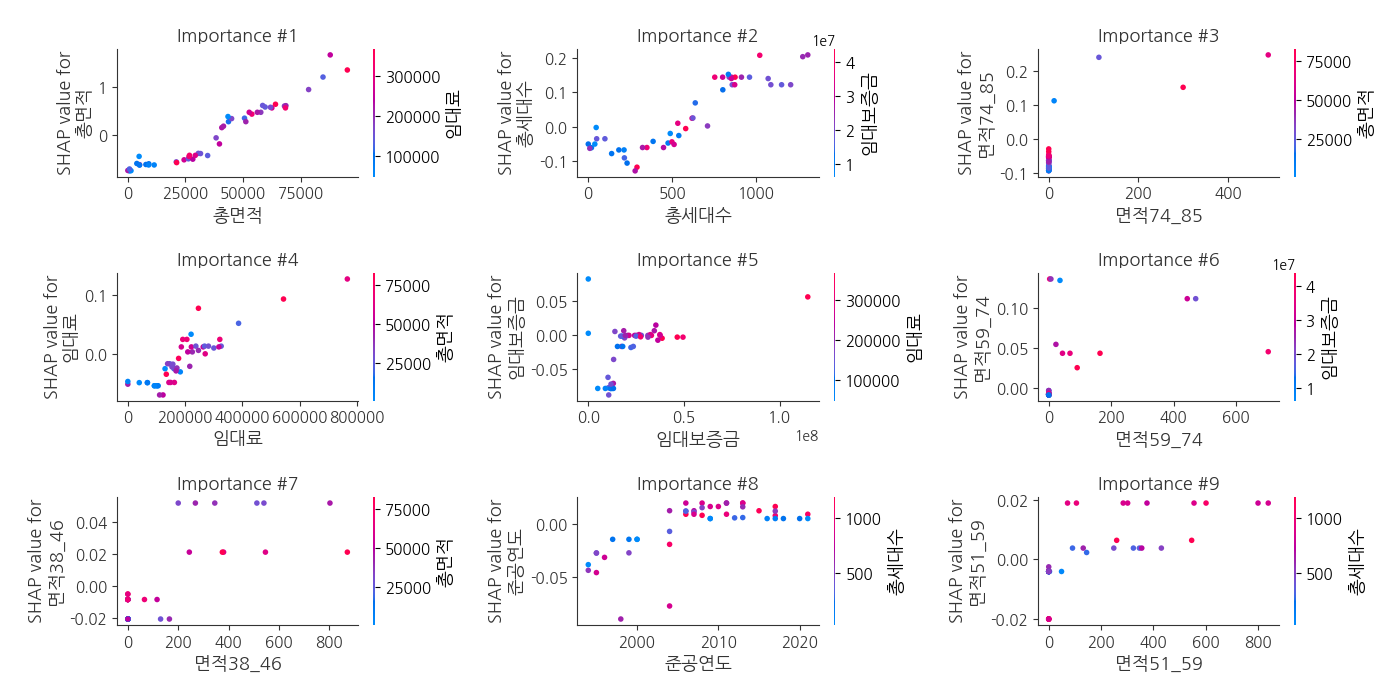 Importance #1
SHAP value for
총면적
1
0
0
25000
50000
75000
총면적
300000
200000
100000
임대료
Importance #2
SHAP value for
총세대수
0.2
0.1
0.0
-0.1
0
500
1000
총세대수
1e7
4
3
2
1
임대보증금
Importance #3
SHAP value for
면적74_85
0.2
0.1
0.0
-0.1
0
200
400
면적74_85
75000
50000
25000
총면적
Importance #4
SHAP value for
임대료
0.1
0.0
0
200000
400000
600000
800000
임대료
75000
50000
25000
총면적
Importance #5
SHAP value for
임대보증금
0.05
0.00
-0.05
0.0
0.5
1.0
임대보증금
1e8
300000
200000
100000
임대료
Importance #6
SHAP value for
면적59_74
0.10
0.05
0.00
0
200
400
600
면적59_74
1e7
4
3
2
1
임대보증금
Importance #7
SHAP value for
면적38_46
0.04
0.02
0.00
-0.02
0
200
400
600
800
면적38_46
75000
50000
25000
총면적
Importance #8
SHAP value for
준공연도
0.00
-0.05
2000
2010
2020
준공연도
1000
500
총세대수
Importance #9
SHAP value for
면적51_59
0.02
0.00
-0.02
0
200
400
600
800
면적51_59
1000
500
총세대수